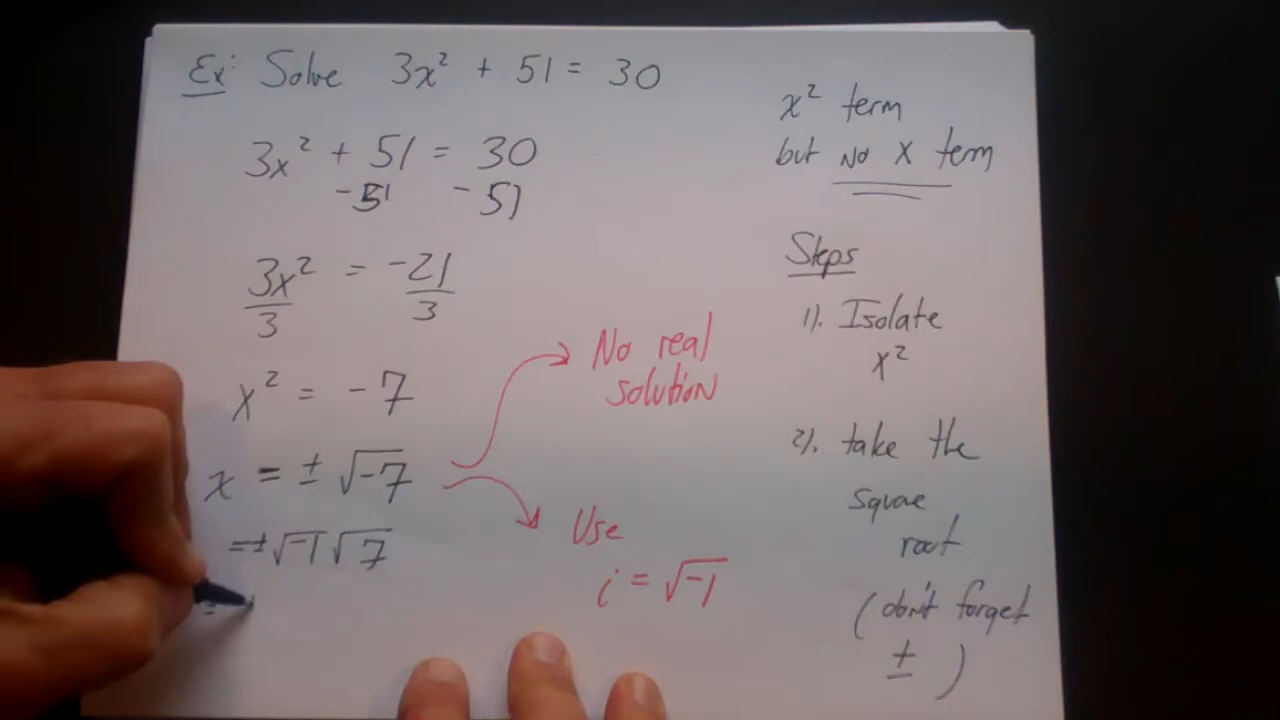 Ex: Solve 3x² + 51 = 30
3x² + 51 = 30
-51 -51
3x² = -21
3 3
x² = -7
x = ± √-7
=± √-1 √7
=
No real
solution
Use
i = √-1
x² term
but no x term
Steps
1). Isolate
x²
2). take the
square
root
(don't forget
± )